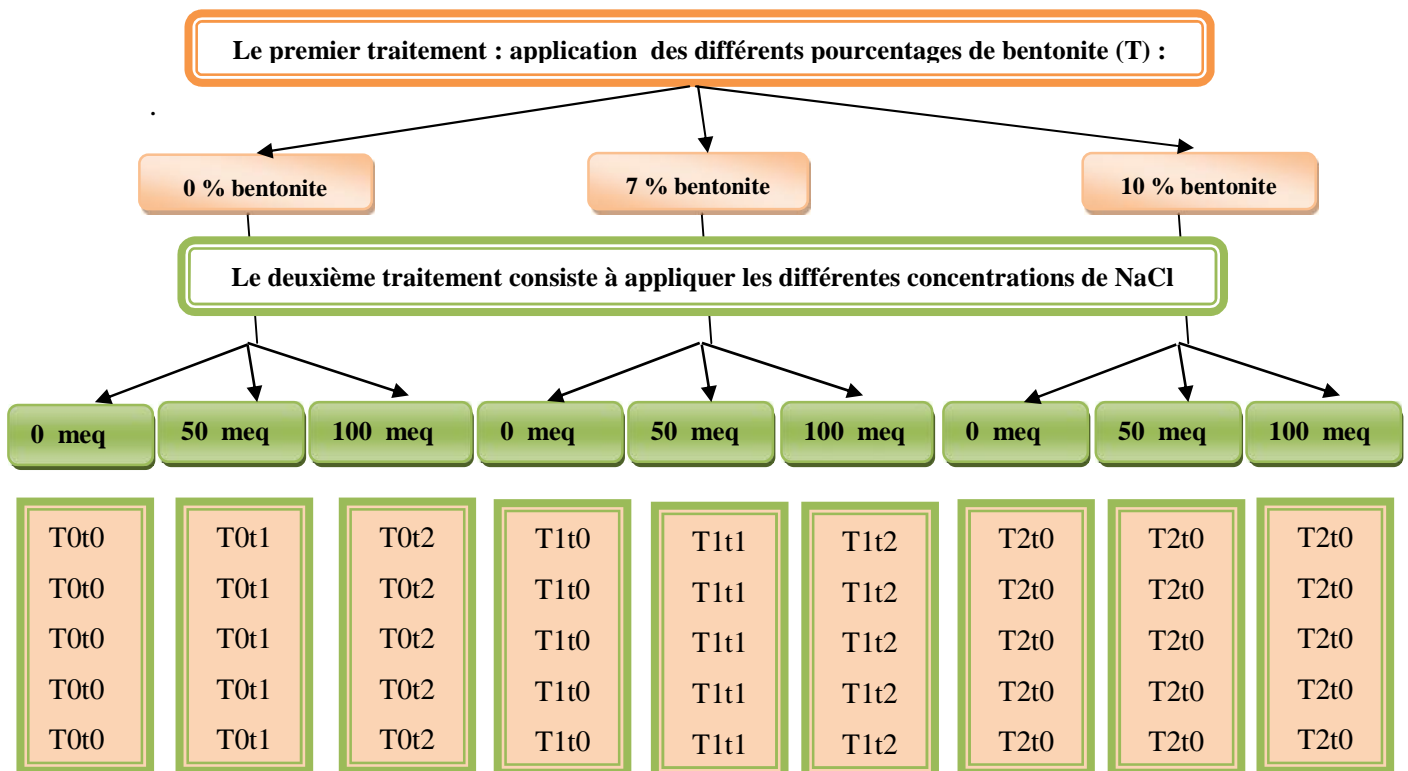 Le premier traitement : application des différents pourcentages de bentonite (T) :
.
0 % bentonite 7 % bentonite 10 % bentonite
Le deuxième traitement consiste à appliquer les différentes concentrations de NaCl
0 meq 50 meq 100 meq 0 meq 50 meq 100 meq 0 meq 50 meq 100 meq
T0t0 T0t1 T0t2 T1t0 T1t1 T1t2 T2t0 T2t0 T2t0
T0t0 T0t1 T0t2 T1t0 T1t1 T1t2 T2t0 T2t0 T2t0
T0t0 T0t1 T0t2 T1t0 T1t1 T1t2 T2t0 T2t0 T2t0
T0t0 T0t1 T0t2 T1t0 T1t1 T1t2 T2t0 T2t0 T2t0
T0t0 T0t1 T0t2 T1t0 T1t1 T1t2 T2t0 T2t0 T2t0